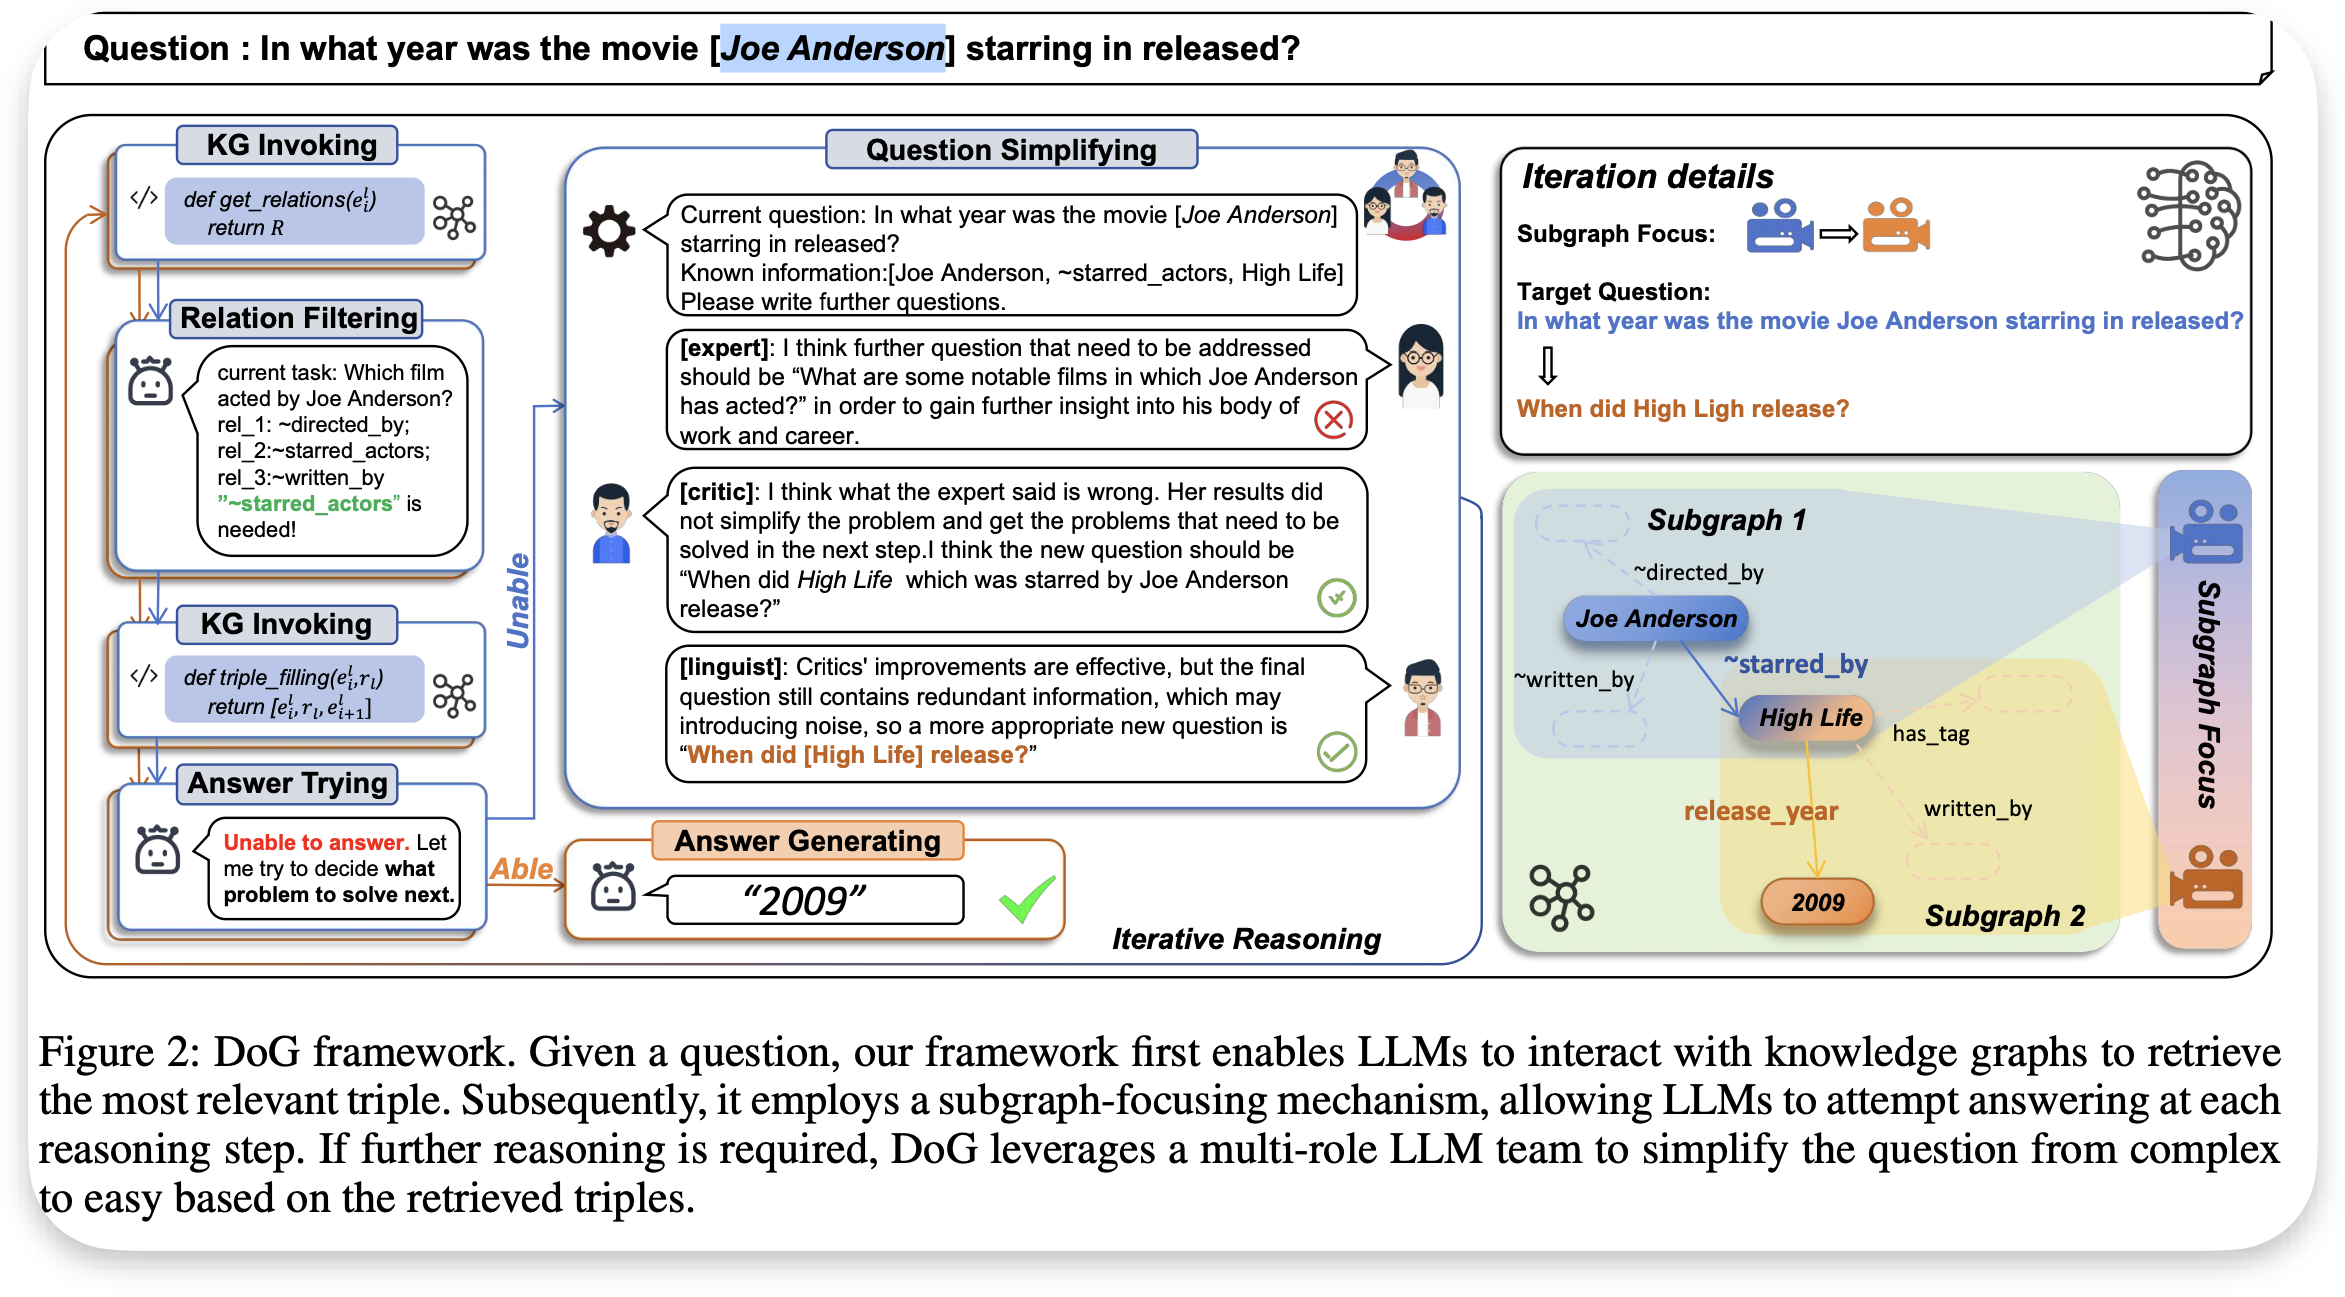 Question : In what year was the movie [Joe Anderson] starring in released?
KG Invoking
</> def get_relations(eᵢˡ)
return R
Relation Filtering
current task: Which film
acted by Joe Anderson?
rel_1: ~directed_by;
rel_2:~starred_actors;
rel_3:~written_by
”~starred_actors” is
needed!
KG Invoking
</> def triple_filling(eᵢˡ,rₗ)
return [eᵢˡ,rₗ,eᵢ₊₁ˡ]
Answer Trying
Unable to answer. Let
me try to decide what
problem to solve next.
Unable
Able
Question Simplifying
Current question: In what year was the movie [Joe Anderson]
starring in released?
Known information:[Joe Anderson, ~starred_actors, High Life]
Please write further questions.
[expert]: I think further question that need to be addressed
should be “What are some notable films in which Joe Anderson
has acted?” in order to gain further insight into his body of
work and career.
[critic]: I think what the expert said is wrong. Her results did
not simplify the problem and get the problems that need to be
solved in the next step.I think the new question should be
“When did High Life which was starred by Joe Anderson
release?”
[linguist]: Critics' improvements are effective, but the final
question still contains redundant information, which may
introducing noise, so a more appropriate new question is
“When did [High Life] release?”
Answer Generating
“2009”
Iterative Reasoning
Iteration details
Subgraph Focus:
Target Question:
In what year was the movie Joe Anderson starring in released?
When did High Ligh release?
Subgraph 1
~directed_by
Joe Anderson
~starred_by
~written_by
High Life
has_tag
release_year
written_by
2009
Subgraph 2
Subgraph Focus
Figure 2: DoG framework. Given a question, our framework first enables LLMs to interact with knowledge graphs to retrieve
the most relevant triple. Subsequently, it employs a subgraph-focusing mechanism, allowing LLMs to attempt answering at each
reasoning step. If further reasoning is required, DoG leverages a multi-role LLM team to simplify the question from complex
to easy based on the retrieved triples.